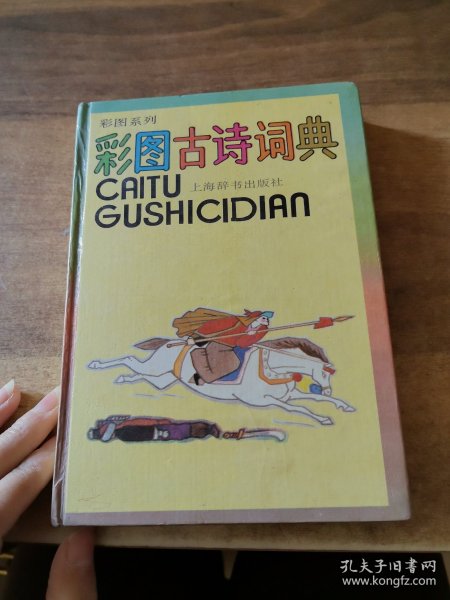 彩图系列
彩图古诗词典
CAITU 上海辞书出版社
GUSHICIDIAN
孔夫子旧书网
www.kongfz.com